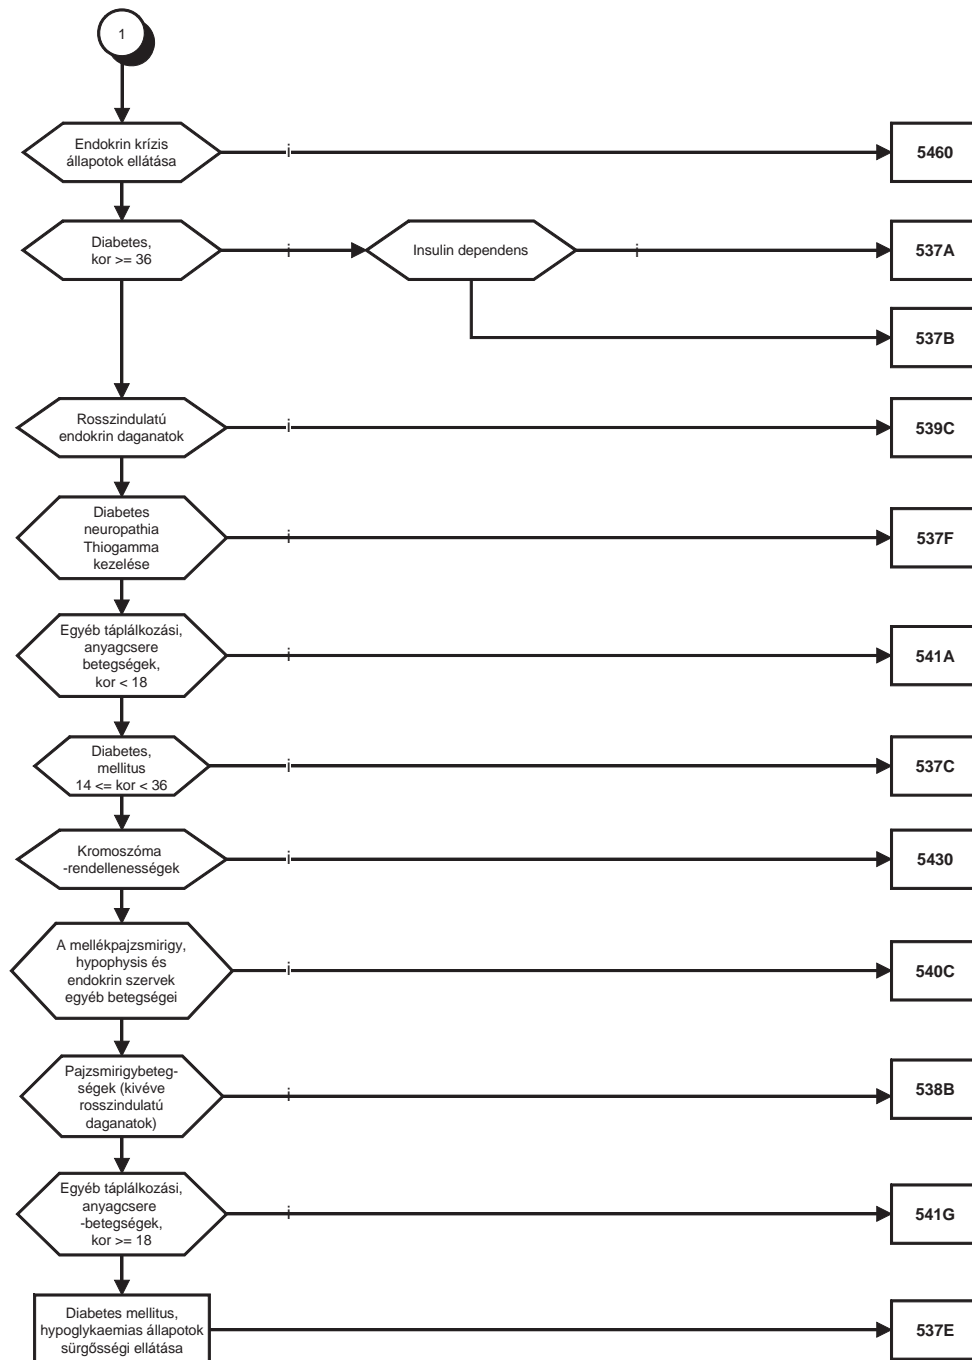 1
Endokrin krízis
állapotok ellátása
i
5460
Diabetes,
kor >= 36
i
Insulin dependens
i
537A
537B
Rosszindulatú
endokrin daganatok
i
539C
Diabetes
neuropathia
Thiogamma
kezelése
i
537F
Egyéb táplálkozási,
anyagcsere
betegségek,
kor < 18
i
541A
Diabetes,
mellitus
14 <= kor < 36
i
537C
Kromoszóma
-rendellenességek
i
5430
A mellékpajzsmirigy,
hypophysis és
endokrin szervek
egyéb betegségei
i
540C
Pajzsmirigybeteg-
ségek (kivéve
rosszindulatú
daganatok)
i
538B
Egyéb táplálkozási,
anyagcsere
-betegségek,
kor >= 18
i
541G
Diabetes mellitus,
hypoglykaemias állapotok
sürgősségi ellátása
537E